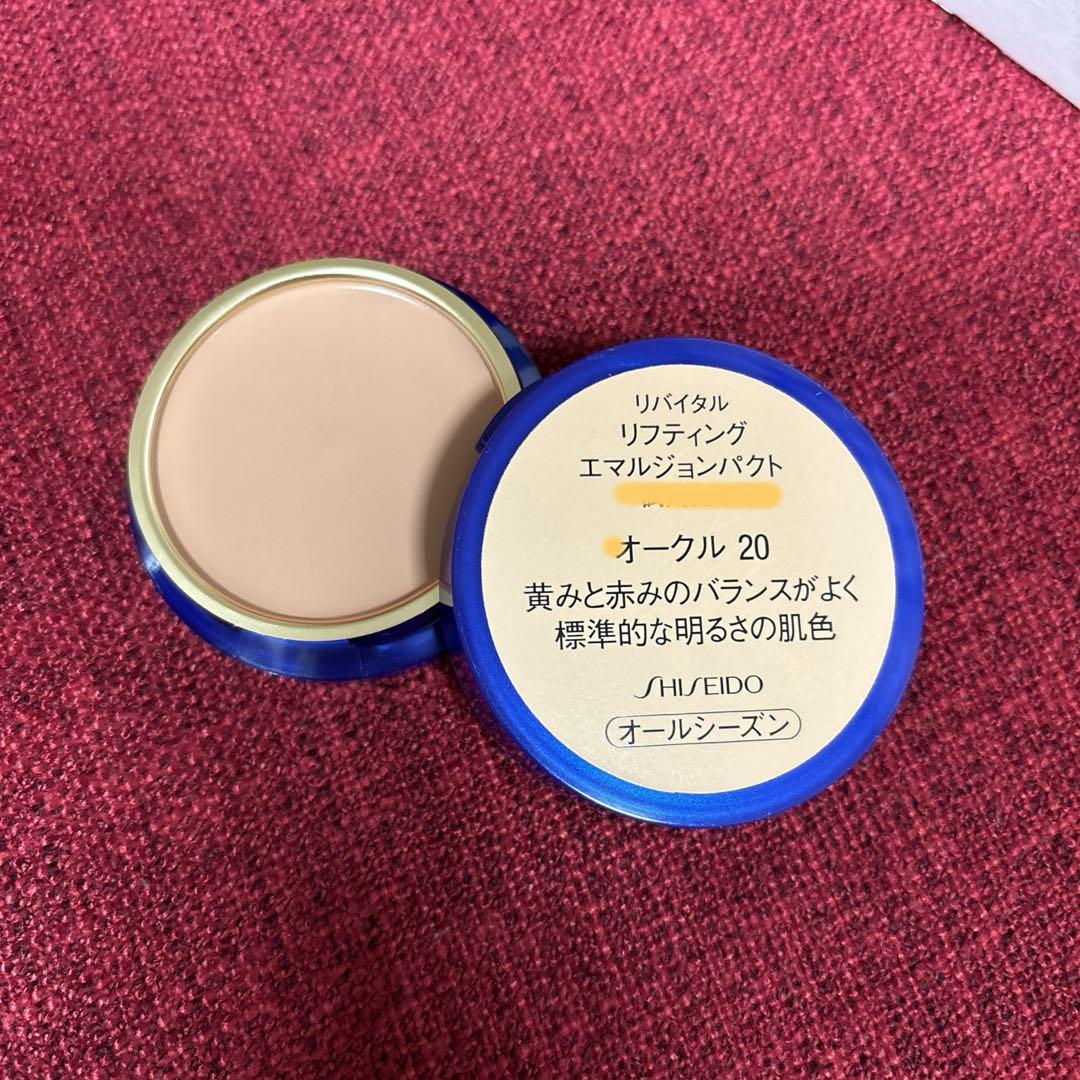 リバイタル
リフティング
エマルジョンパクト
オークル 20
黄みと赤みのバランスがよく
標準的な明るさの肌色
SHISEIDO
オールシーズン